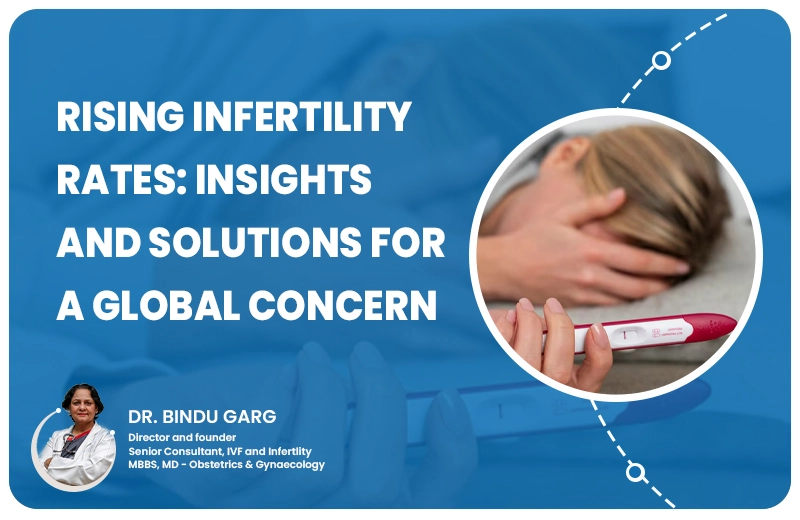 RISING INFERTILITY
RATES: INSIGHTS
AND SOLUTIONS FOR
A GLOBAL CONCERN
DR. BINDU GARG
Director and founder
Senior Consultant, IVF and Infertlity
MBBS, MD - Obstetrics & Gynaecology